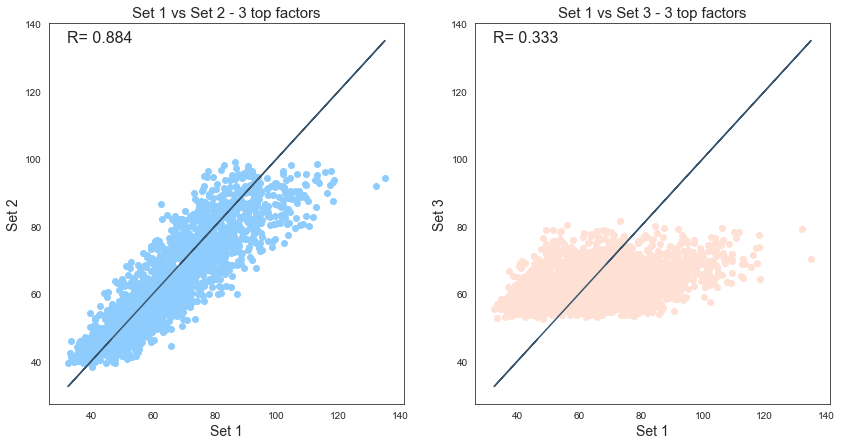 Set 1 vs Set 2 - 3 top factors
R= 0.884
140
120
100
80
60
40
Set 2
40 60 80 100 120 140
Set 1
Set 1 vs Set 3 - 3 top factors
R= 0.333
140
120
100
80
60
40
Set 3
40 60 80 100 120 140
Set 1